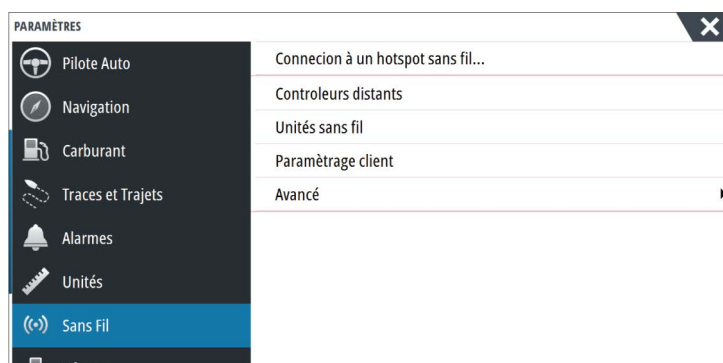 PARAMÈTRES
Pilote Auto
Navigation
Carburant
Traces et Trajets
Alarmes
Unités
Sans Fil
Connecion à un hotspot sans fil...
Controleurs distants
Unités sans fil
Paramètrage client
Avancé